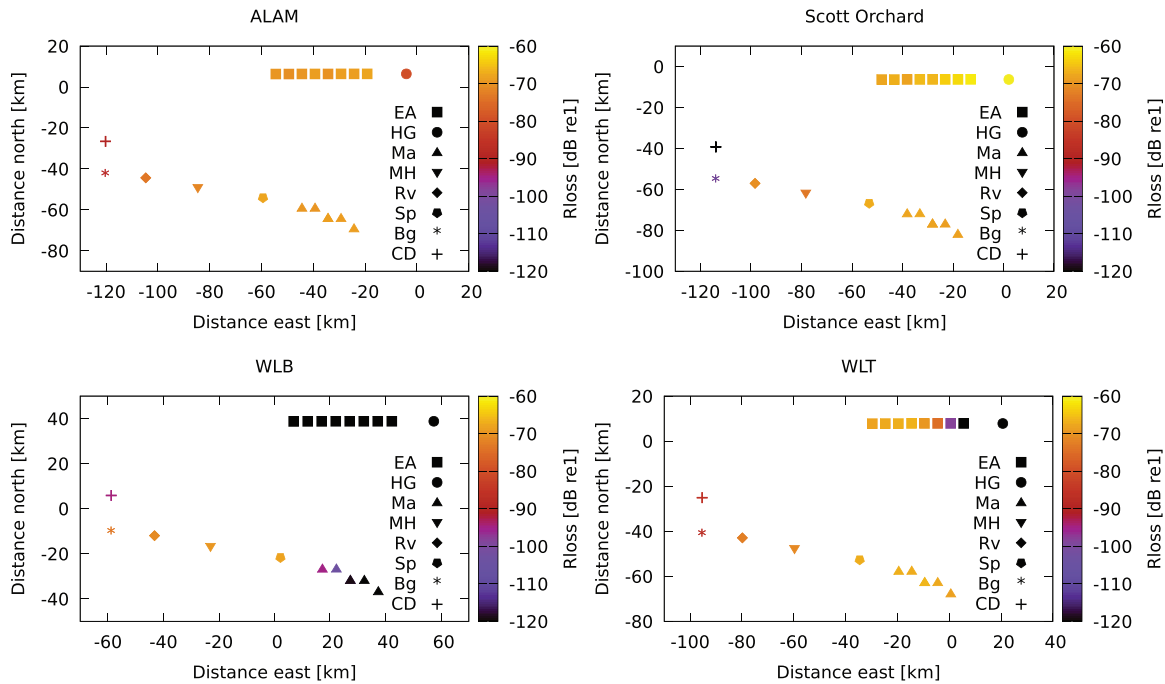 ALAM
Distance north [km]
20
0
-20
-40
-60
-80
-120 -100 -80 -60 -40 -20 0 20
Distance east [km]
EA
HG
Ma
MH
Rv
Sp
Bg
CD
-60
-70
-80
-90
-100
-110
-120
Rloss [dB re1]
Scott Orchard
Distance north [km]
0
-20
-40
-60
-80
-100
-120 -100 -80 -60 -40 -20 0 20
Distance east [km]
EA
HG
Ma
MH
Rv
Sp
Bg
CD
-60
-70
-80
-90
-100
-110
-120
Rloss [dB re1]
WLB
Distance north [km]
40
20
0
-20
-40
-60 -40 -20 0 20 40 60
Distance east [km]
EA
HG
Ma
MH
Rv
Sp
Bg
CD
-60
-70
-80
-90
-100
-110
-120
Rloss [dB re1]
WLT
Distance north [km]
20
0
-20
-40
-60
-80
-100 -80 -60 -40 -20 0 20 40
Distance east [km]
EA
HG
Ma
MH
Rv
Sp
Bg
CD
-60
-70
-80
-90
-100
-110
-120
Rloss [dB re1]